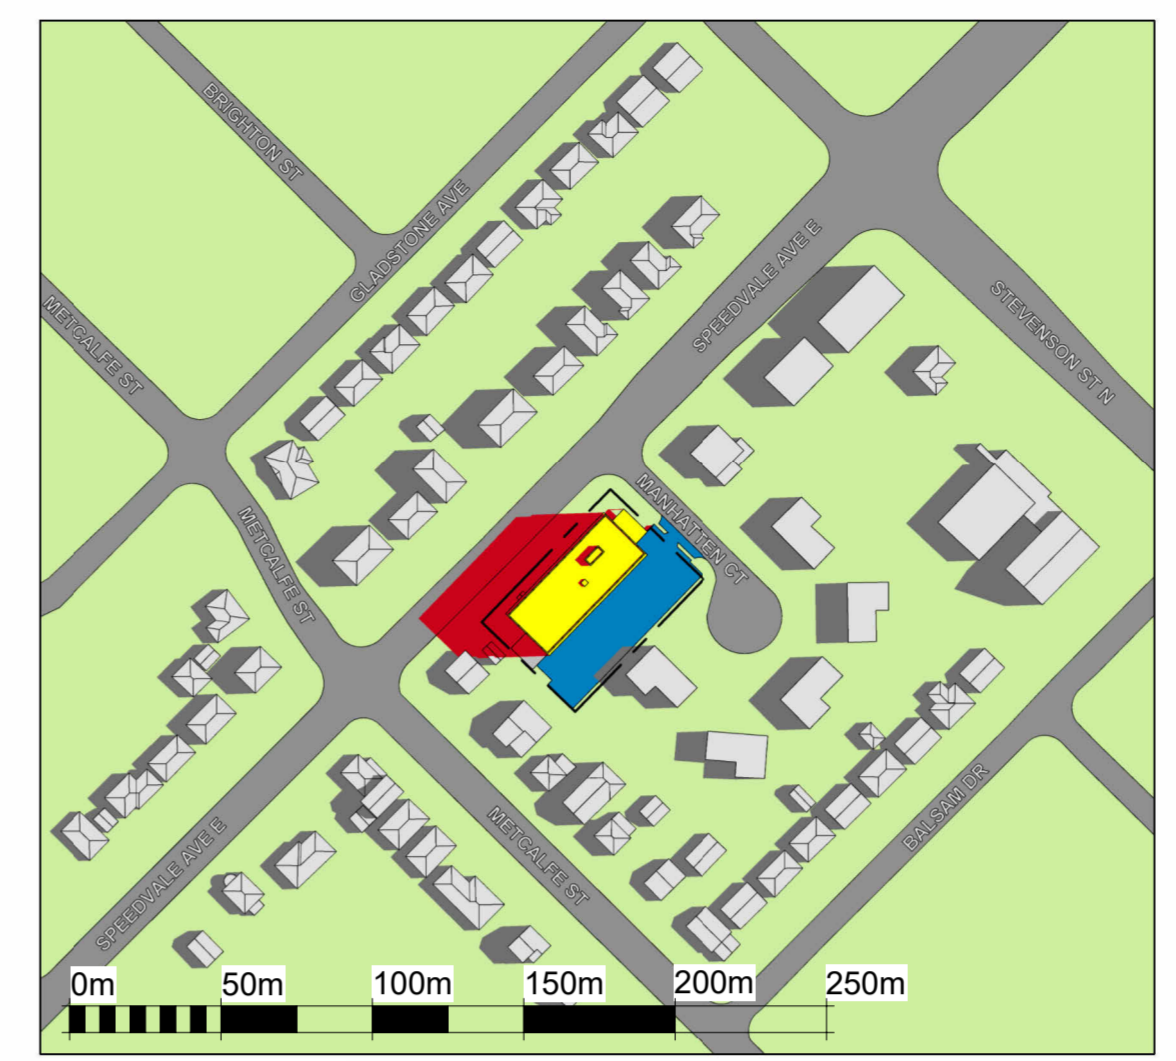 BRIGHTON ST
GLADSTONE AVE
METCALFE ST
SPEEDVALE AVE E
STEVENSON ST N
MANHATTEN CT
METCALFE ST
METCALFE ST
BALSAM DR
SPEEDVALE AVE E
0m 50m 100m 150m 200m 250m